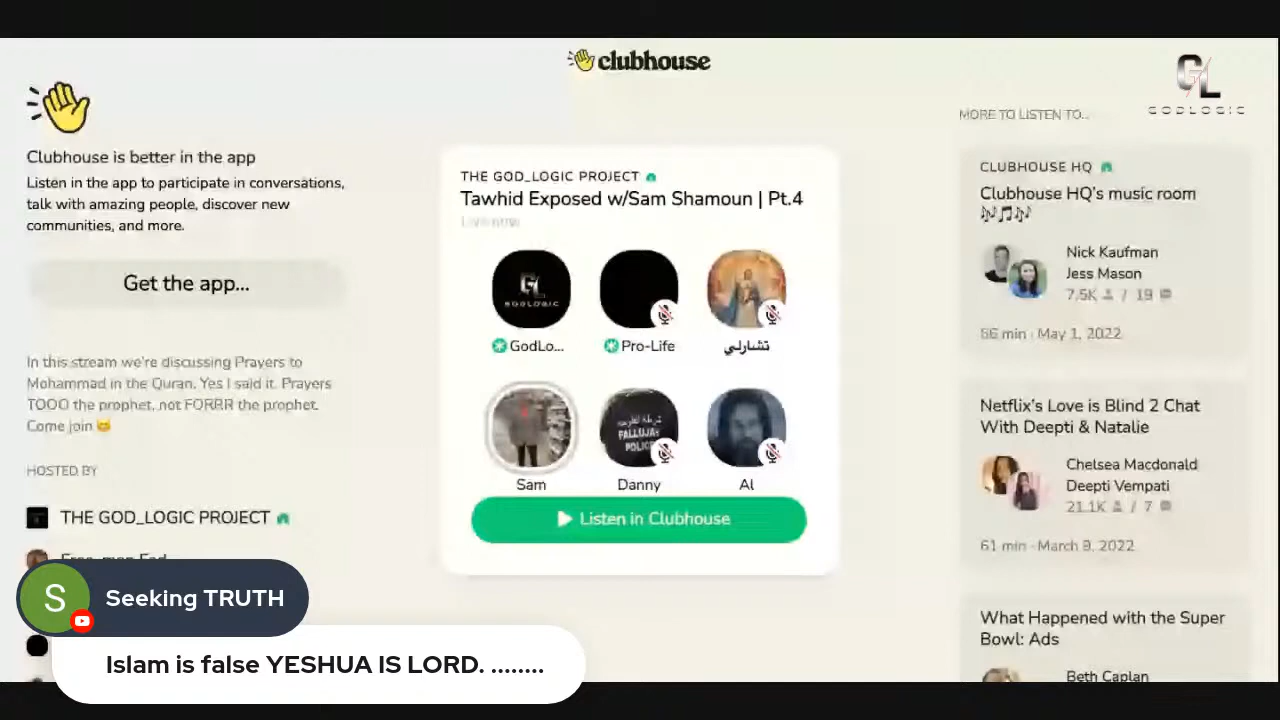 clubhouse
GL
GODLOGIC
Clubhouse is better in the app
Listen in the app to participate in conversations,
talk with amazing people, discover new
communities, and more.
Get the app...
In this stream we're discussing Prayers to
Mohammad in the Quran. Yes I said it. Prayers
TOOO the prophet, not FORRR the prophet.
Come join
HOSTED BY
THE GOD_LOGIC PROJECT
THE GOD_LOGIC PROJECT
Tawhid Exposed w/Sam Shamoun | Pt.4
Live now
GL
GODLOGIC
GodLo...
Pro-Life
تشارلي
FALLUJAH
POLICE
Sam
Danny
Al
Listen in Clubhouse
MORE TO LISTEN TO...
CLUBHOUSE HQ
Clubhouse HQ's music room
Nick Kaufman
Jess Mason
7.5K / 19
56 min · May 1, 2022
Netflix's Love is Blind 2 Chat
With Deepti & Natalie
Chelsea Macdonald
Deepti Vempati
21.1K / 7
61 min · March 9, 2022
What Happened with the Super
Bowl: Ads
Beth Caplan
S
Seeking TRUTH
Islam is false YESHUA IS LORD. ........